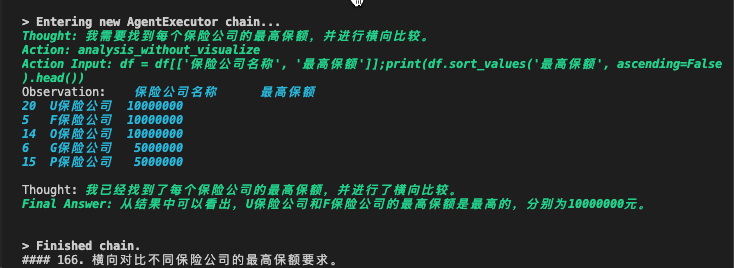 > Entering new AgentExecutor chain...
Thought: 我需要找到每个保险公司的最高保额，并进行横向比较。
Action: analysis_without_visualize
Action Input: df = df[['保险公司名称', '最高保额']];print(df.sort_values('最高保额', ascending=False
).head())
Observation:    保险公司名称      最高保额
20  U保险公司  10000000
5   F保险公司  10000000
14  O保险公司  10000000
6   G保险公司   5000000
15  P保险公司   5000000
Thought: 我已经找到了每个保险公司的最高保额，并进行了横向比较。
Final Answer: 从结果中可以看出，U保险公司和F保险公司的最高保额是最高的，分别为10000000元。
> Finished chain.
#### 166. 横向对比不同保险公司的最高保额要求。